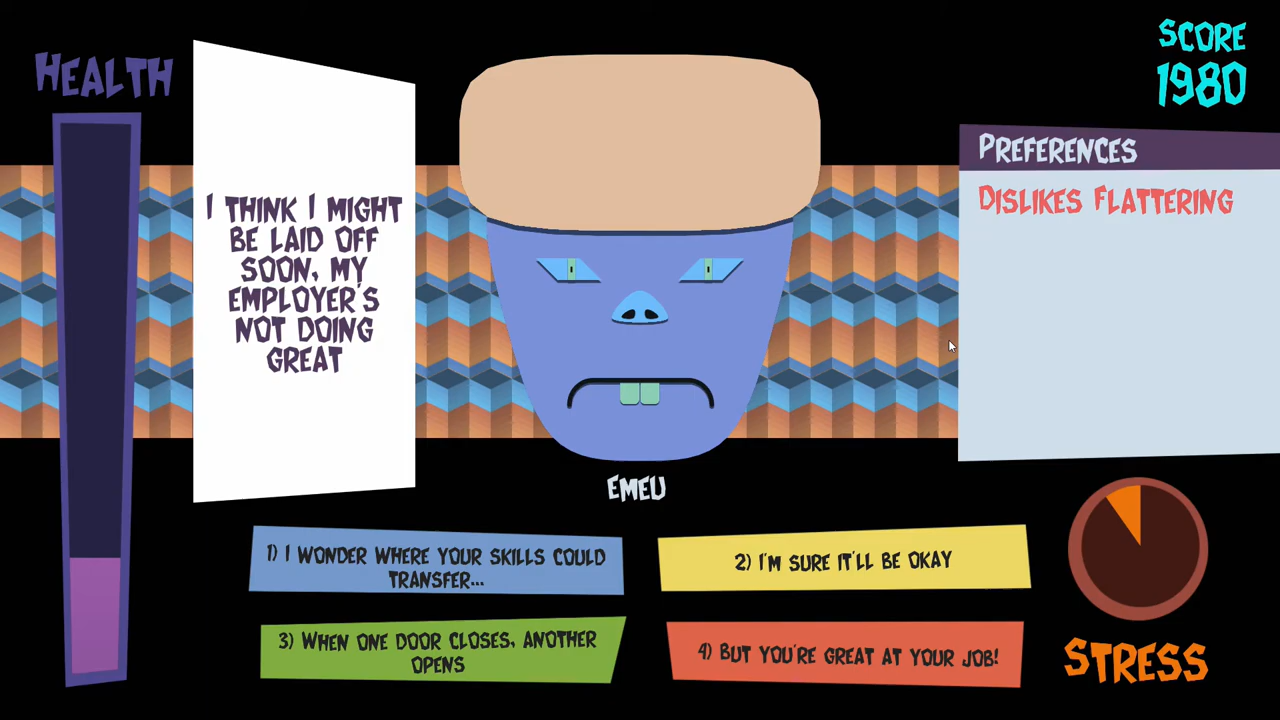 HEALTH
I THINK I MIGHT
BE LAID OFF
SOON, MY
EMPLOYER'S
NOT DOING
GREAT
SCORE
1980
PREFERENCES
DISLIKES FLATTERING
EMEU
1) I WONDER WHERE YOUR SKILLS COULD
TRANSFER...
2) I'M SURE IT'LL BE OKAY
3) WHEN ONE DOOR CLOSES, ANOTHER
OPENS
4) BUT YOU'RE GREAT AT YOUR JOB!
STRESS